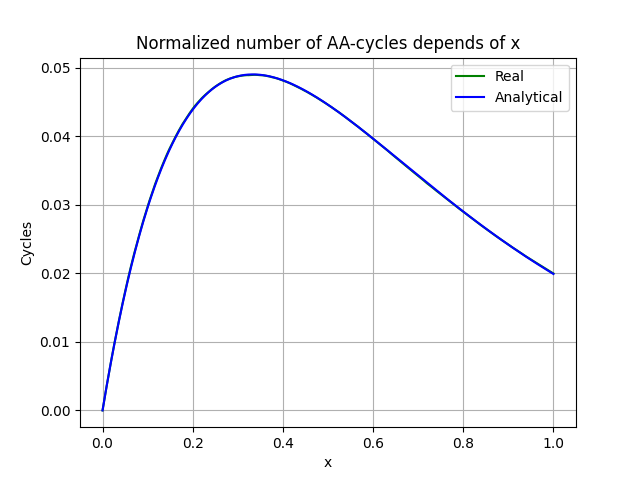 Normalized number of AA-cycles depends of x
Real
Analytical
0.05
0.04
0.03
0.02
0.01
0.00
Cycles
0.0 0.2 0.4 0.6 0.8 1.0
x